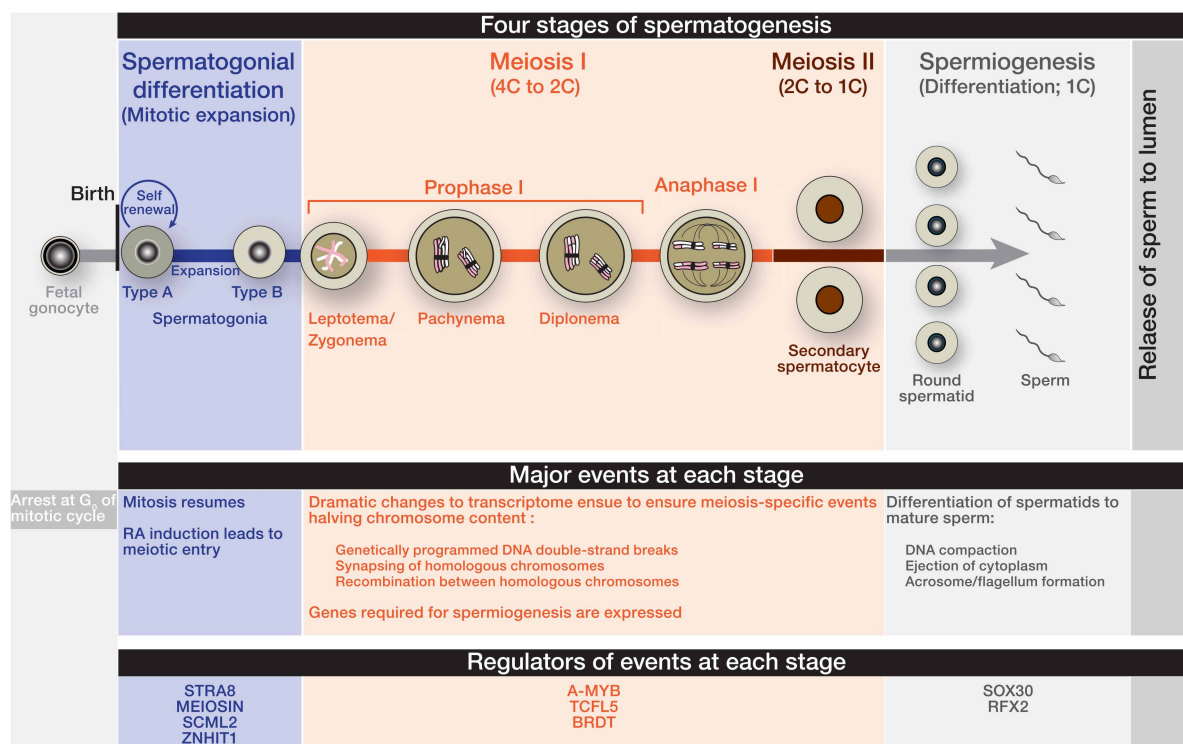 Four stages of spermatogenesis
Spermatogonial
differentiation
(Mitotic expansion)
Meiosis I
(4C to 2C)
Meiosis II
(2C to 1C)
Spermiogenesis
(Differentiation; 1C)
Relaese of sperm to lumen
Birth
Self
renewal
Prophase I
Anaphase I
Expansion
Fetal
gonocyte
Type A
Type B
Spermatogonia
Leptotema/
Zygonema
Pachynema
Diplonema
Secondary
spermatocyte
Round
spermatid
Sperm
Major events at each stage
Arrest at G0 of
mitotic cycle
Mitosis resumes
RA induction leads to
meiotic entry
Dramatic changes to transcriptome ensue to ensure meiosis-specific events
halving chromosome content :
Genetically programmed DNA double-strand breaks
Synapsing of homologous chromosomes
Recombination between homologous chromosomes
Genes required for spermiogenesis are expressed
Differentiation of spermatids to
mature sperm:
DNA compaction
Ejection of cytoplasm
Acrosome/flagellum formation
Regulators of events at each stage
STRA8
MEIOSIN
SCML2
ZNHIT1
A-MYB
TCFL5
BRDT
SOX30
RFX2